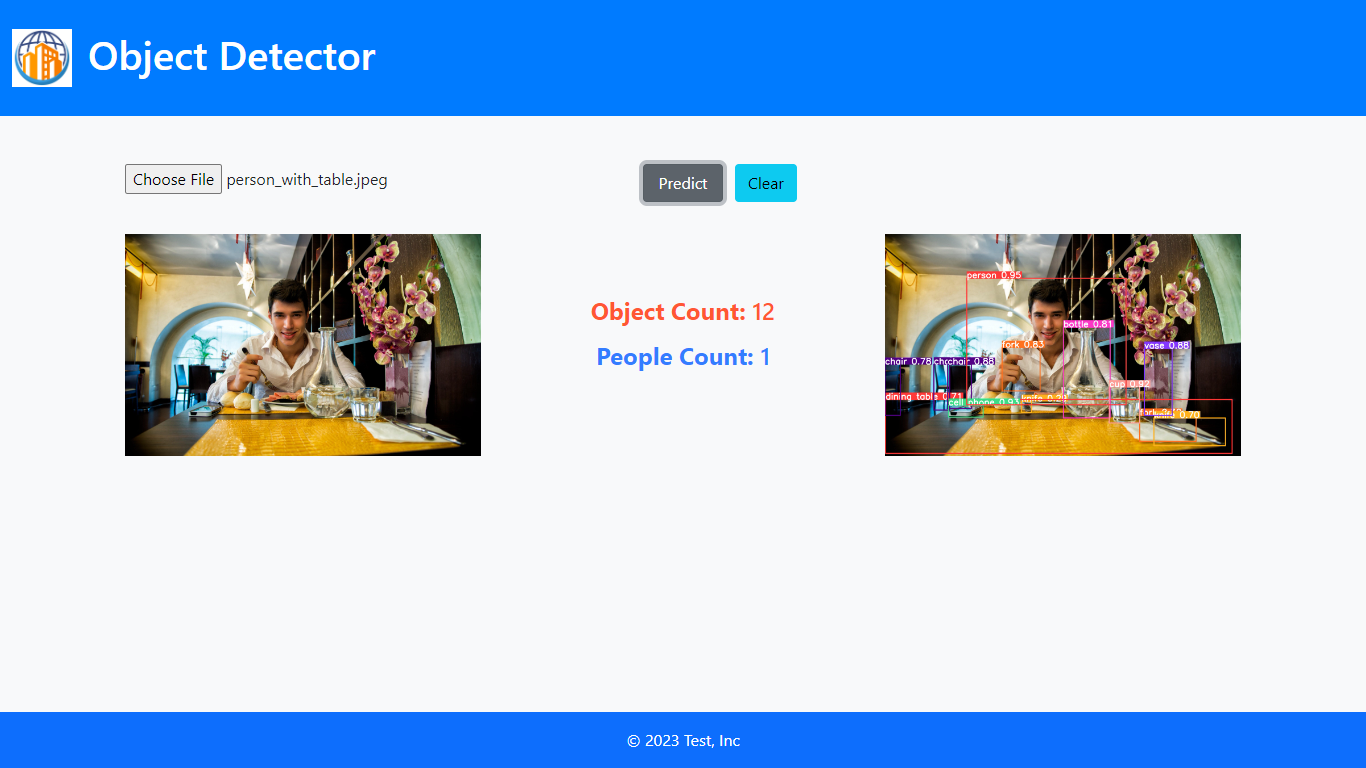 Object Detector
Choose File person_with_table.jpeg
Predict
Clear
Object Count: 12
People Count: 1
person 0.95
bottle 0.81
fork 0.83
vase 0.88
chair 0.78
chair 0.88
cup 0.92
dining table 0.71
cell phone 0.93
© 2023 Test, Inc